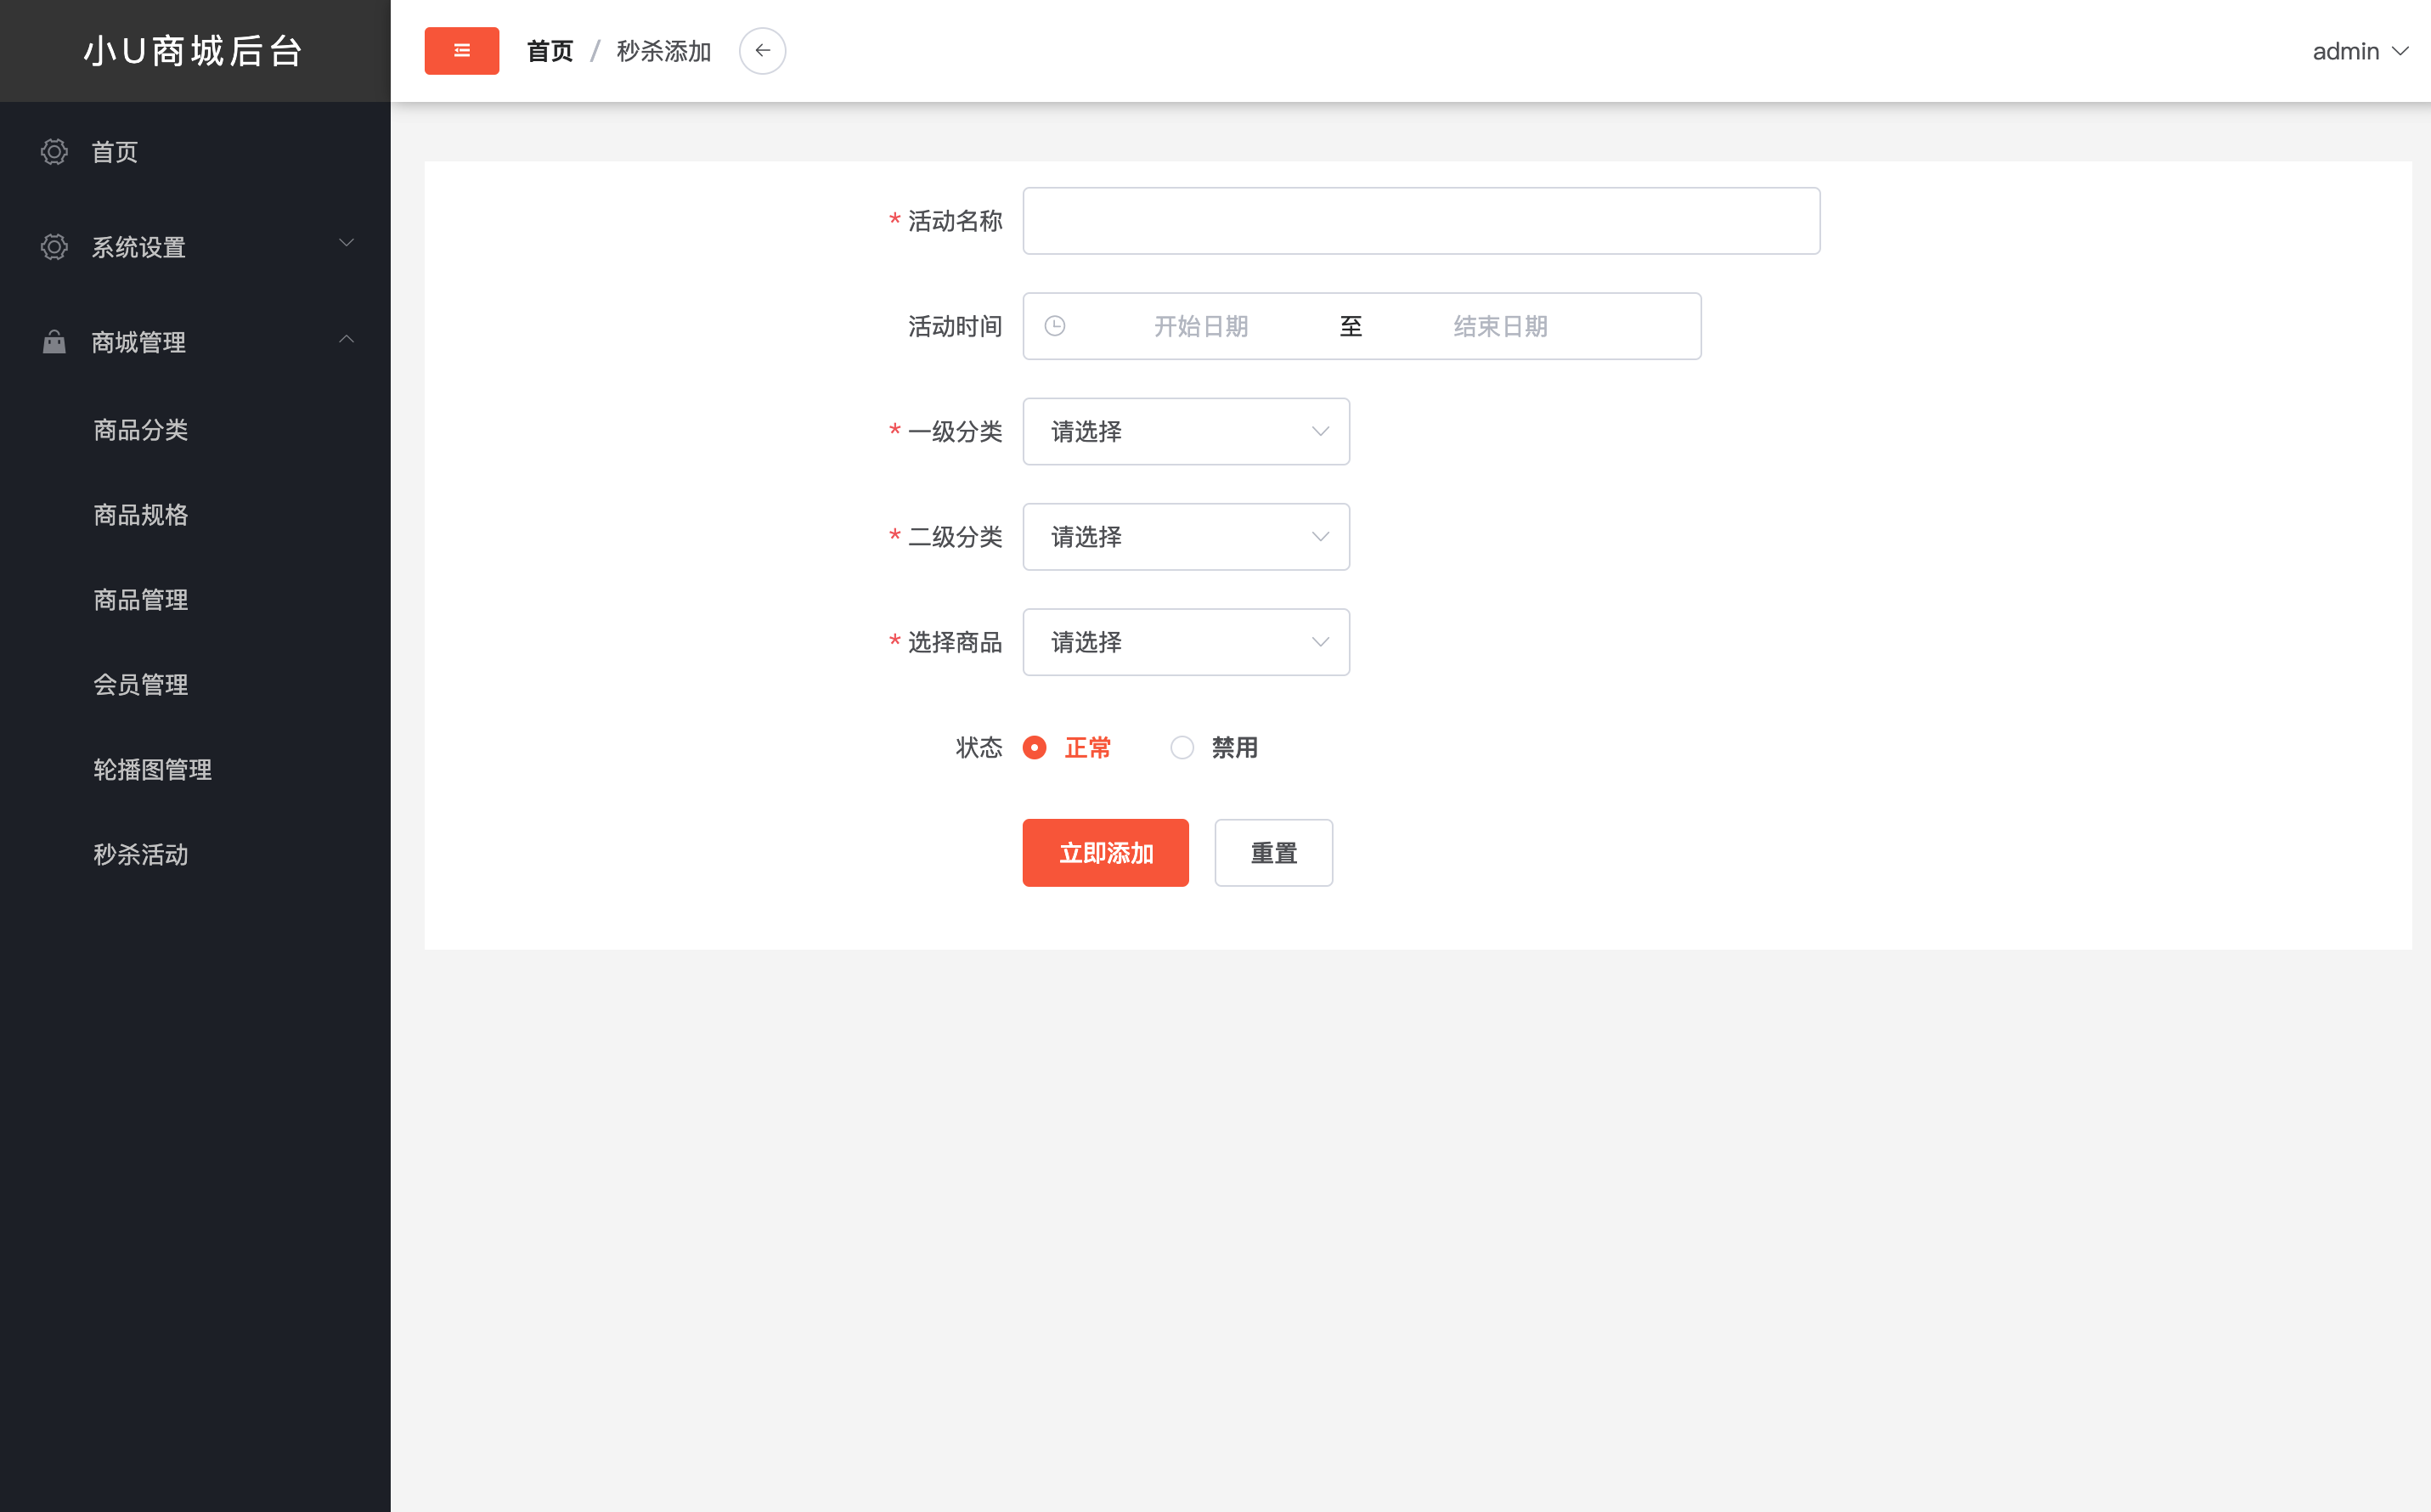 小U商城后台
首页 / 秒杀添加
admin
首页
系统设置
商城管理
商品分类
商品规格
商品管理
会员管理
轮播图管理
秒杀活动
* 活动名称
活动时间 开始日期 至 结束日期
* 一级分类 请选择
* 二级分类 请选择
* 选择商品 请选择
状态 正常 禁用
立即添加 重置